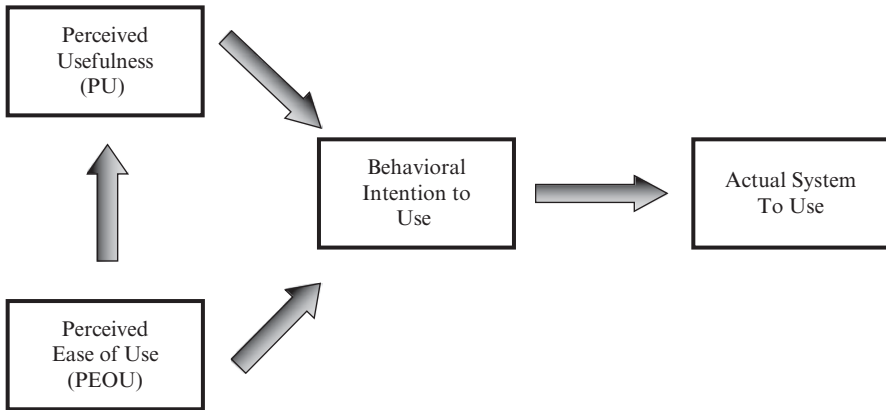 Perceived
Usefulness
(PU)
Behavioral
Intention to
Use
Actual System
To Use
Perceived
Ease of Use
(PEOU)